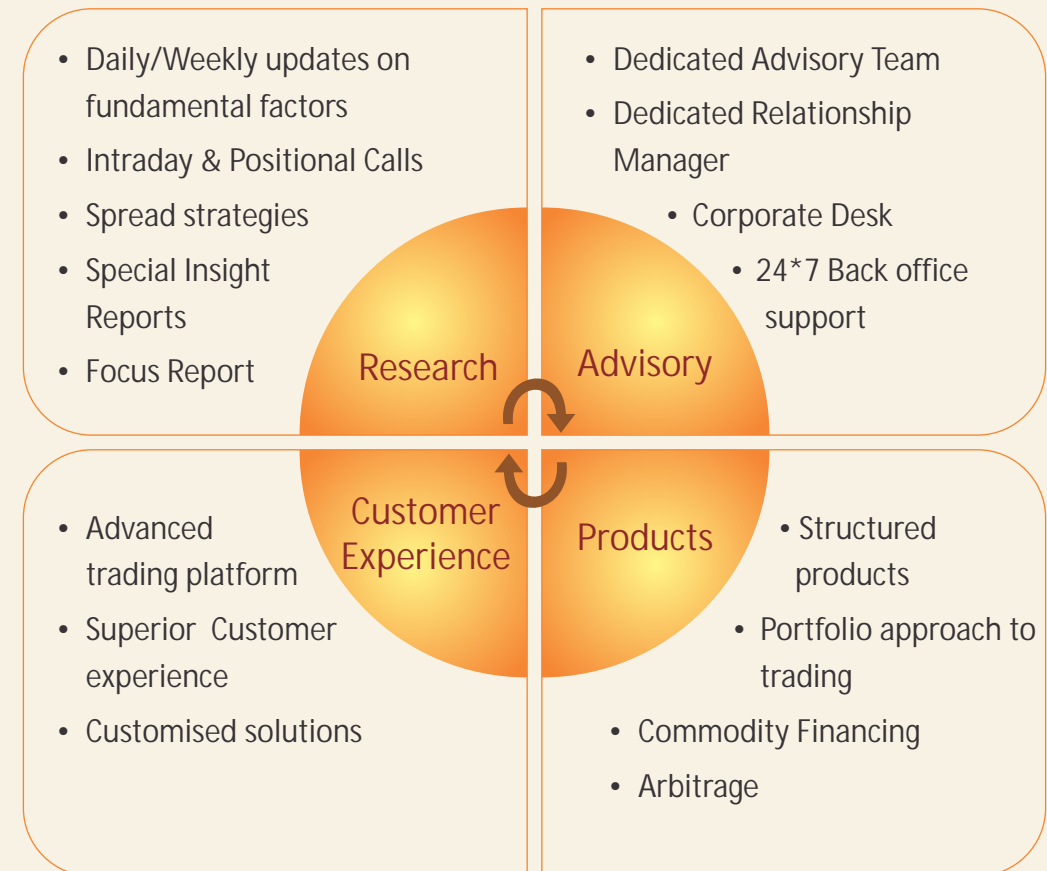 • Daily/Weekly updates on
fundamental factors
• Intraday & Positional Calls
• Spread strategies
• Special Insight
Reports
• Focus Report
Research
• Dedicated Advisory Team
• Dedicated Relationship
Manager
• Corporate Desk
• 24*7 Back office
support
Advisory
• Advanced
trading platform
• Superior Customer
experience
• Customised solutions
Customer
Experience
Products
• Structured
products
• Portfolio approach to
trading
• Commodity Financing
• Arbitrage